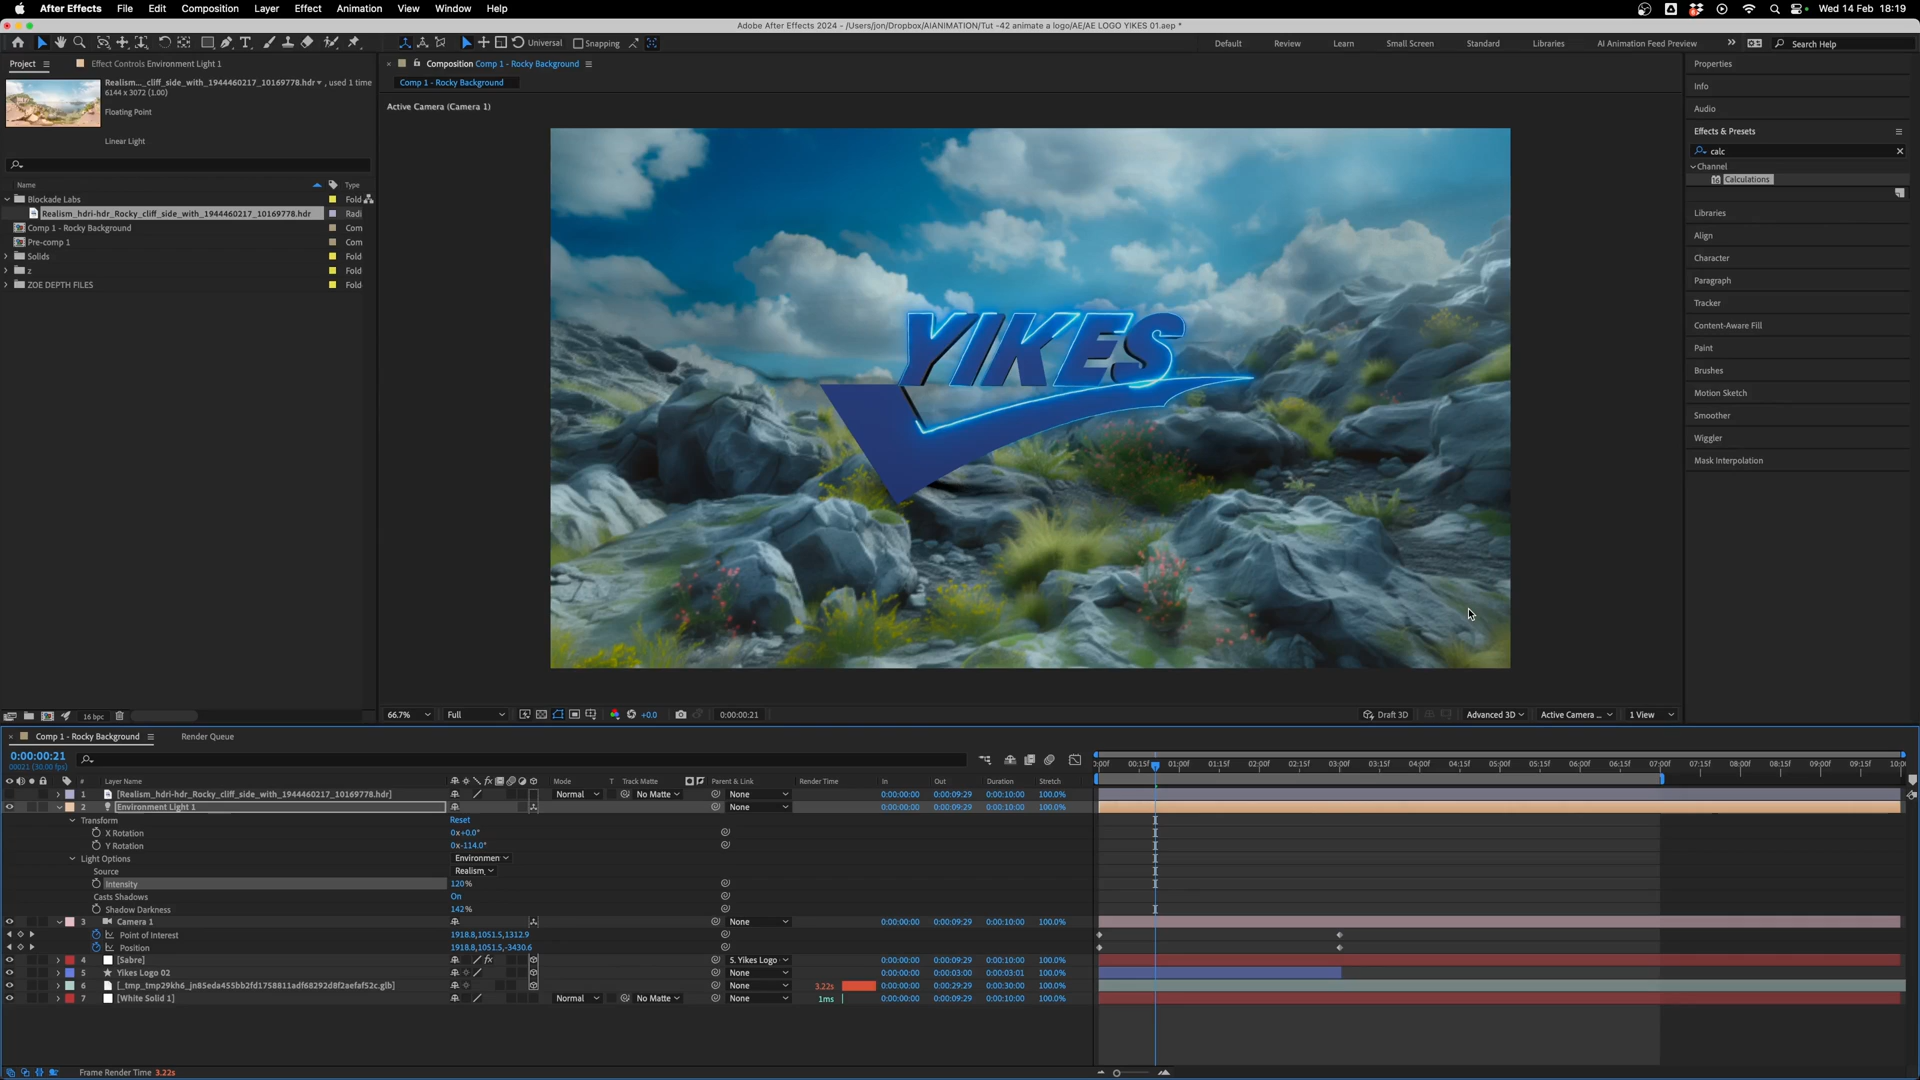 After Effects File Edit Composition Layer Effect Animation View Window Help Wed 14 Feb 18:19
Adobe After Effects 2024 - /Users/jon/Dropbox/AIANIMATION/Tut -42 animate a logo/AE/AE LOGO YIKES 01.aep *
Universal Snapping Default Review Learn Small Screen Standard Libraries AI Animation Feed Preview Search Help
Project Effect Controls Environment Light 1 Composition Comp 1 - Rocky Background Properties
Realism..._cliff_side_with_1944460217_10169778.hdr , used 1 time
6144 x 3072 (1.00)
Comp 1 - Rocky Background
Info
Floating Point
Active Camera (Camera 1)
Audio
Linear Light
Effects & Presets
calc
Channel
Calculations
Name Type
Blockade Labs Fold
Realism_hdri-hdr_Rocky_cliff_side_with_1944460217_10169778.hdr Radi
Comp 1 - Rocky Background Com
Pre-comp 1 Com
Solids Fold
z Fold
ZOE DEPTH FILES Fold
Libraries
Align
Character
Paragraph
Tracker
Content-Aware Fill
Paint
Brushes
Motion Sketch
Smoother
Wiggler
Mask Interpolation
YIKES
16 bpc 66.7% Full +0.0 0:00:00:21 Draft 3D Advanced 3D Active Camera ... 1 View
Comp 1 - Rocky Background Render Queue
0:00:00:21
00021 (30.00 fps)
:00f 00:15f 01:00f 01:15f 02:00f 02:15f 03:00f 03:15f 04:00f 04:15f 05:00f 05:15f 06:00f 06:15f 07:00f 07:15f 08:00f 08:15f 09:00f 09:15f 10:0
# Layer Name Mode T Track Matte Parent & Link Render Time In Out Duration Stretch
1 [Realism_hdri-hdr_Rocky_cliff_side_with_1944460217_10169778.hdr] Normal No Matte None 0:00:00:00 0:00:09:29 0:00:10:00 100.0%
2 Environment Light 1 None 0:00:00:00 0:00:09:29 0:00:10:00 100.0%
Transform Reset
X Rotation 0x+0.0°
Y Rotation 0x-114.0°
Light Options Environmen
Source Realism_
Intensity 120%
Casts Shadows On
Shadow Darkness 142%
3 Camera 1 None 0:00:00:00 0:00:09:29 0:00:10:00 100.0%
Point of Interest 1918.8,1051.5,1312.9
Position 1918.8,1051.5,-3430.6
4 [Sabre] fx 5. Yikes Logo 0:00:00:00 0:00:09:29 0:00:10:00 100.0%
5 Yikes Logo 02 None 0:00:00:00 0:00:03:00 0:00:03:01 100.0%
6 [_tmp_tmp29kh6_jn85eda455bb2fd1758811adf68292d8f2aefaf52c.glb] None 3.22s 0:00:00:00 0:00:29:29 0:00:30:00 100.0%
7 [White Solid 1] Normal No Matte None 1ms 0:00:00:00 0:00:09:29 0:00:10:00 100.0%
Frame Render Time 3.22s